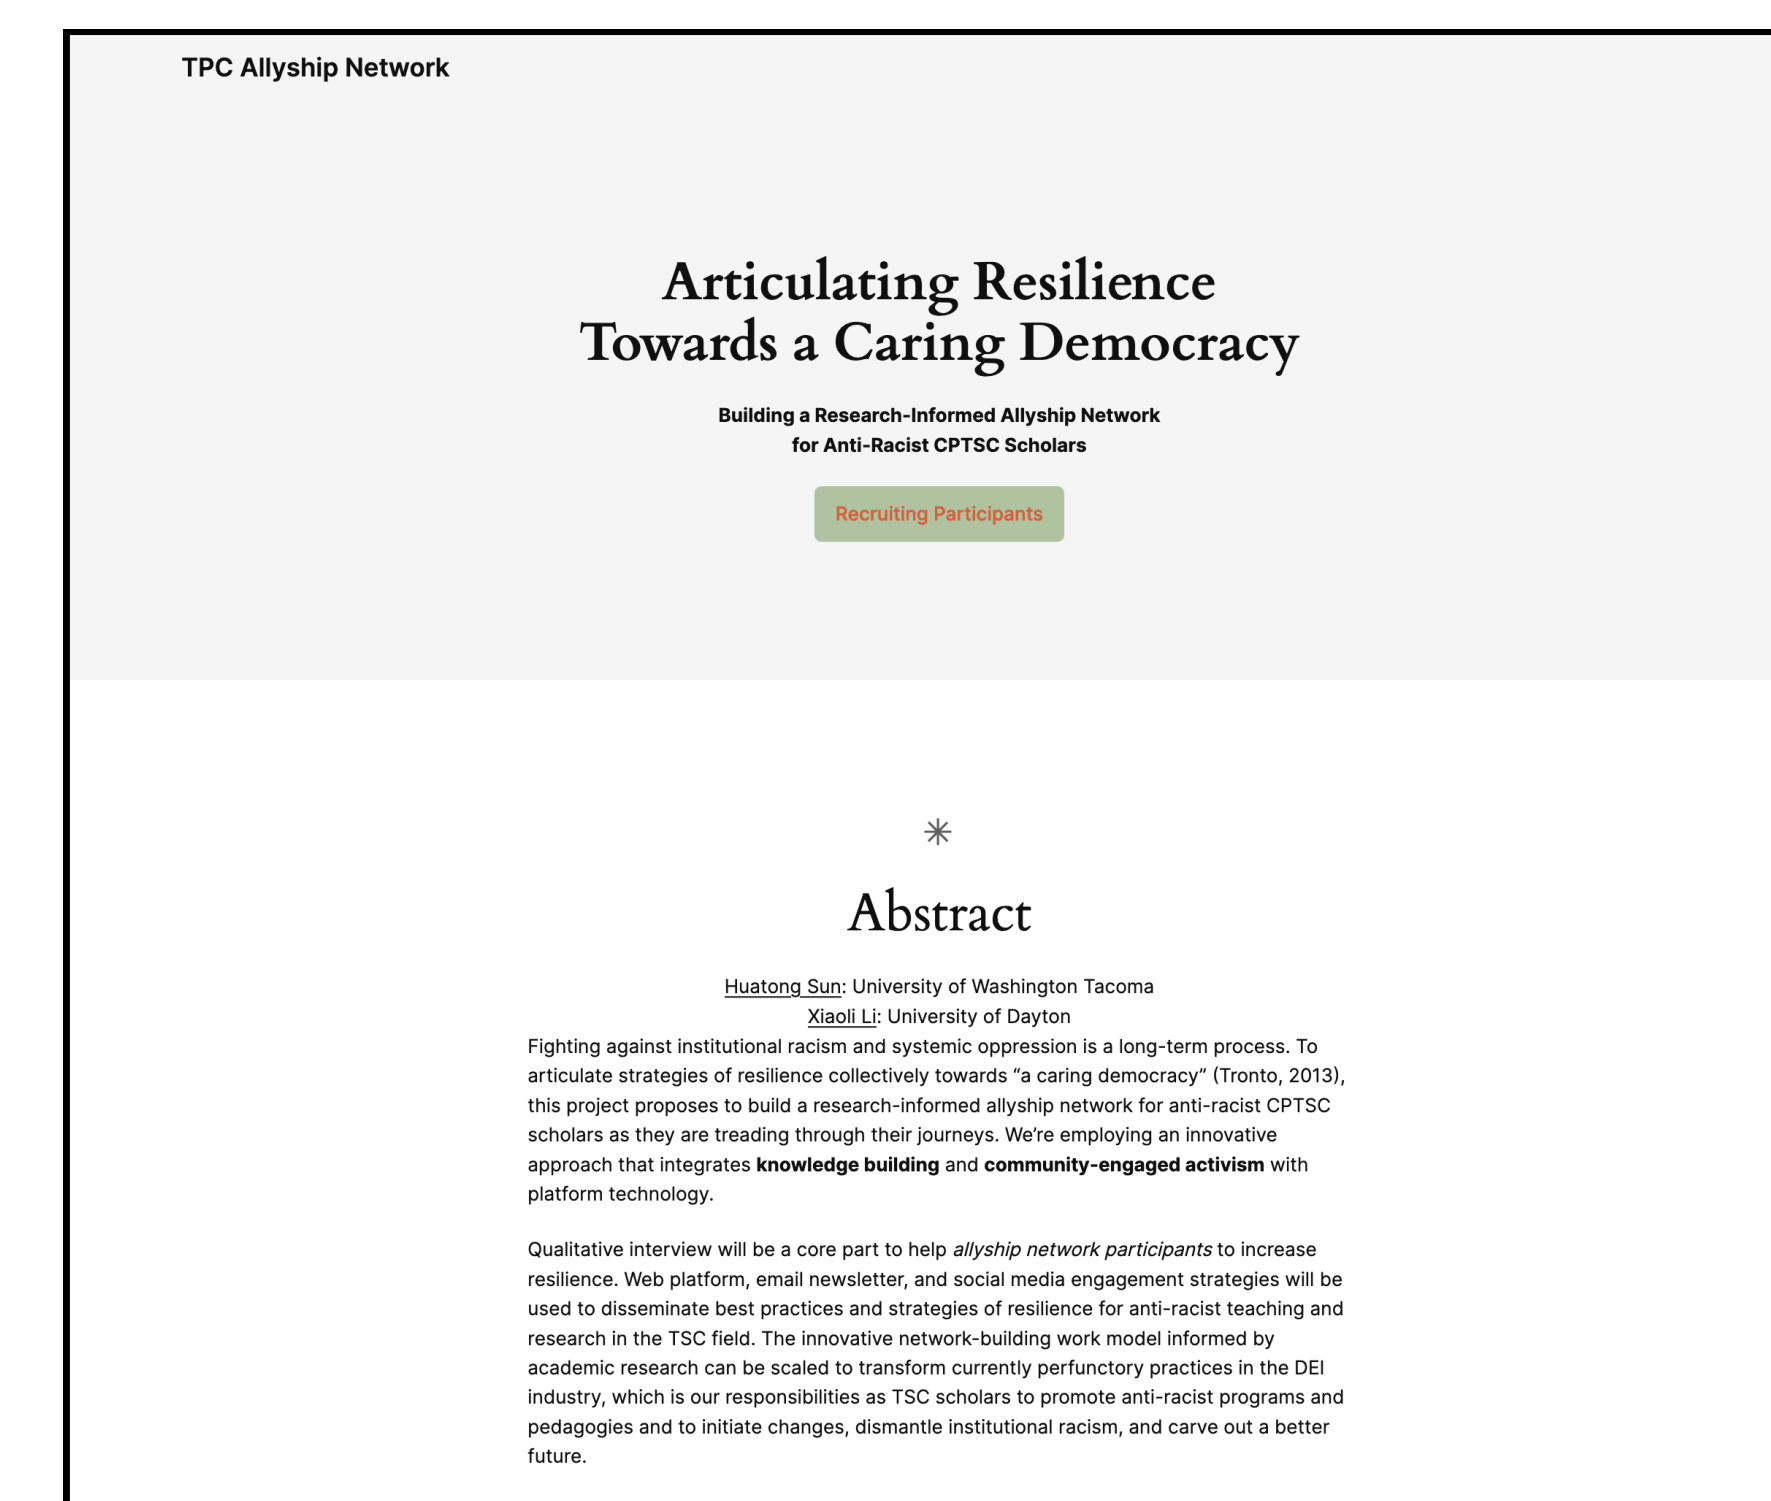 TPC Allyship Network
Articulating Resilience
Towards a Caring Democracy
Building a Research-Informed Allyship Network
for Anti-Racist CPTSC Scholars
Recruiting Participants
Abstract
Huatong Sun: University of Washington Tacoma
Xiaoli Li: University of Dayton
Fighting against institutional racism and systemic oppression is a long-term process. To
articulate strategies of resilience collectively towards “a caring democracy” (Tronto, 2013),
this project proposes to build a research-informed allyship network for anti-racist CPTSC
scholars as they are treading through their journeys. We’re employing an innovative
approach that integrates knowledge building and community-engaged activism with
platform technology.
Qualitative interview will be a core part to help allyship network participants to increase
resilience. Web platform, email newsletter, and social media engagement strategies will be
used to disseminate best practices and strategies of resilience for anti-racist teaching and
research in the TSC field. The innovative network-building work model informed by
academic research can be scaled to transform currently perfunctory practices in the DEI
industry, which is our responsibilities as TSC scholars to promote anti-racist programs and
pedagogies and to initiate changes, dismantle institutional racism, and carve out a better
future.